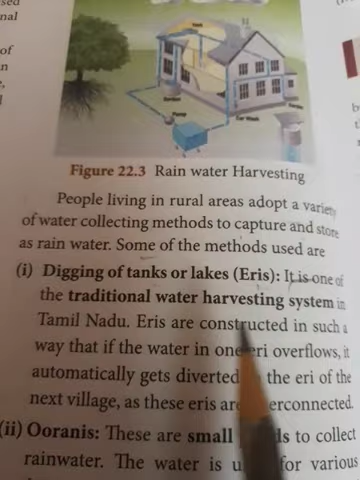 of
Figure 22.3 Rain water Harvesting
People living in rural areas adopt a variety
of water collecting methods to capture and store
as rain water. Some of the methods used are
(i) Digging of tanks or lakes (Eris): It is one of
the traditional water harvesting system in
Tamil Nadu. Eris are constructed in such a
way that if the water in one eri overflows, it
automatically gets diverted the eri of the
next village, as these eris are
(ii) Ooranis: These are small to collect
rainwater. The water is for various